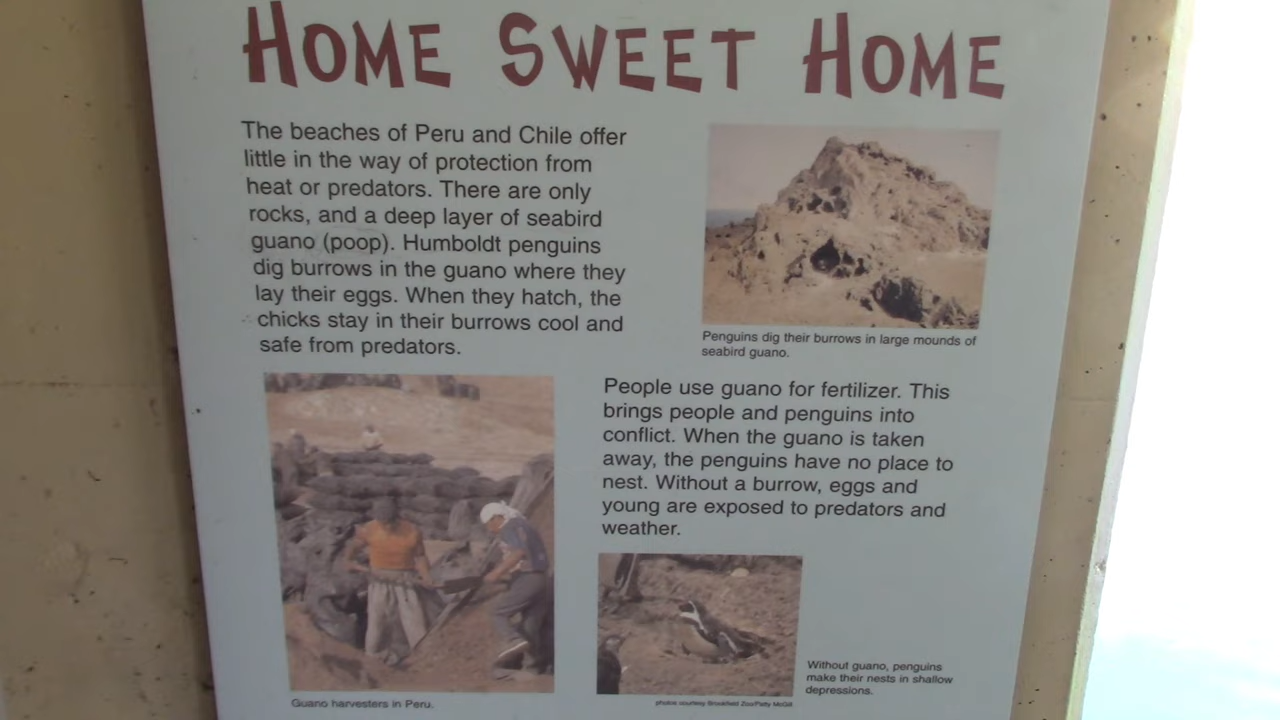 HOME SWEET HOME
The beaches of Peru and Chile offer
little in the way of protection from
heat or predators. There are only
rocks, and a deep layer of seabird
guano (poop). Humboldt penguins
dig burrows in the guano where they
lay their eggs. When they hatch, the
chicks stay in their burrows cool and
safe from predators.
Penguins dig their burrows in large mounds of
seabird guano.
People use guano for fertilizer. This
brings people and penguins into
conflict. When the guano is taken
away, the penguins have no place to
nest. Without a burrow, eggs and
young are exposed to predators and
weather.
Guano harvesters in Peru.
Without guano, penguins
make their nests in shallow
depressions.
photos courtesy Brookfield Zoo/Patty McGill